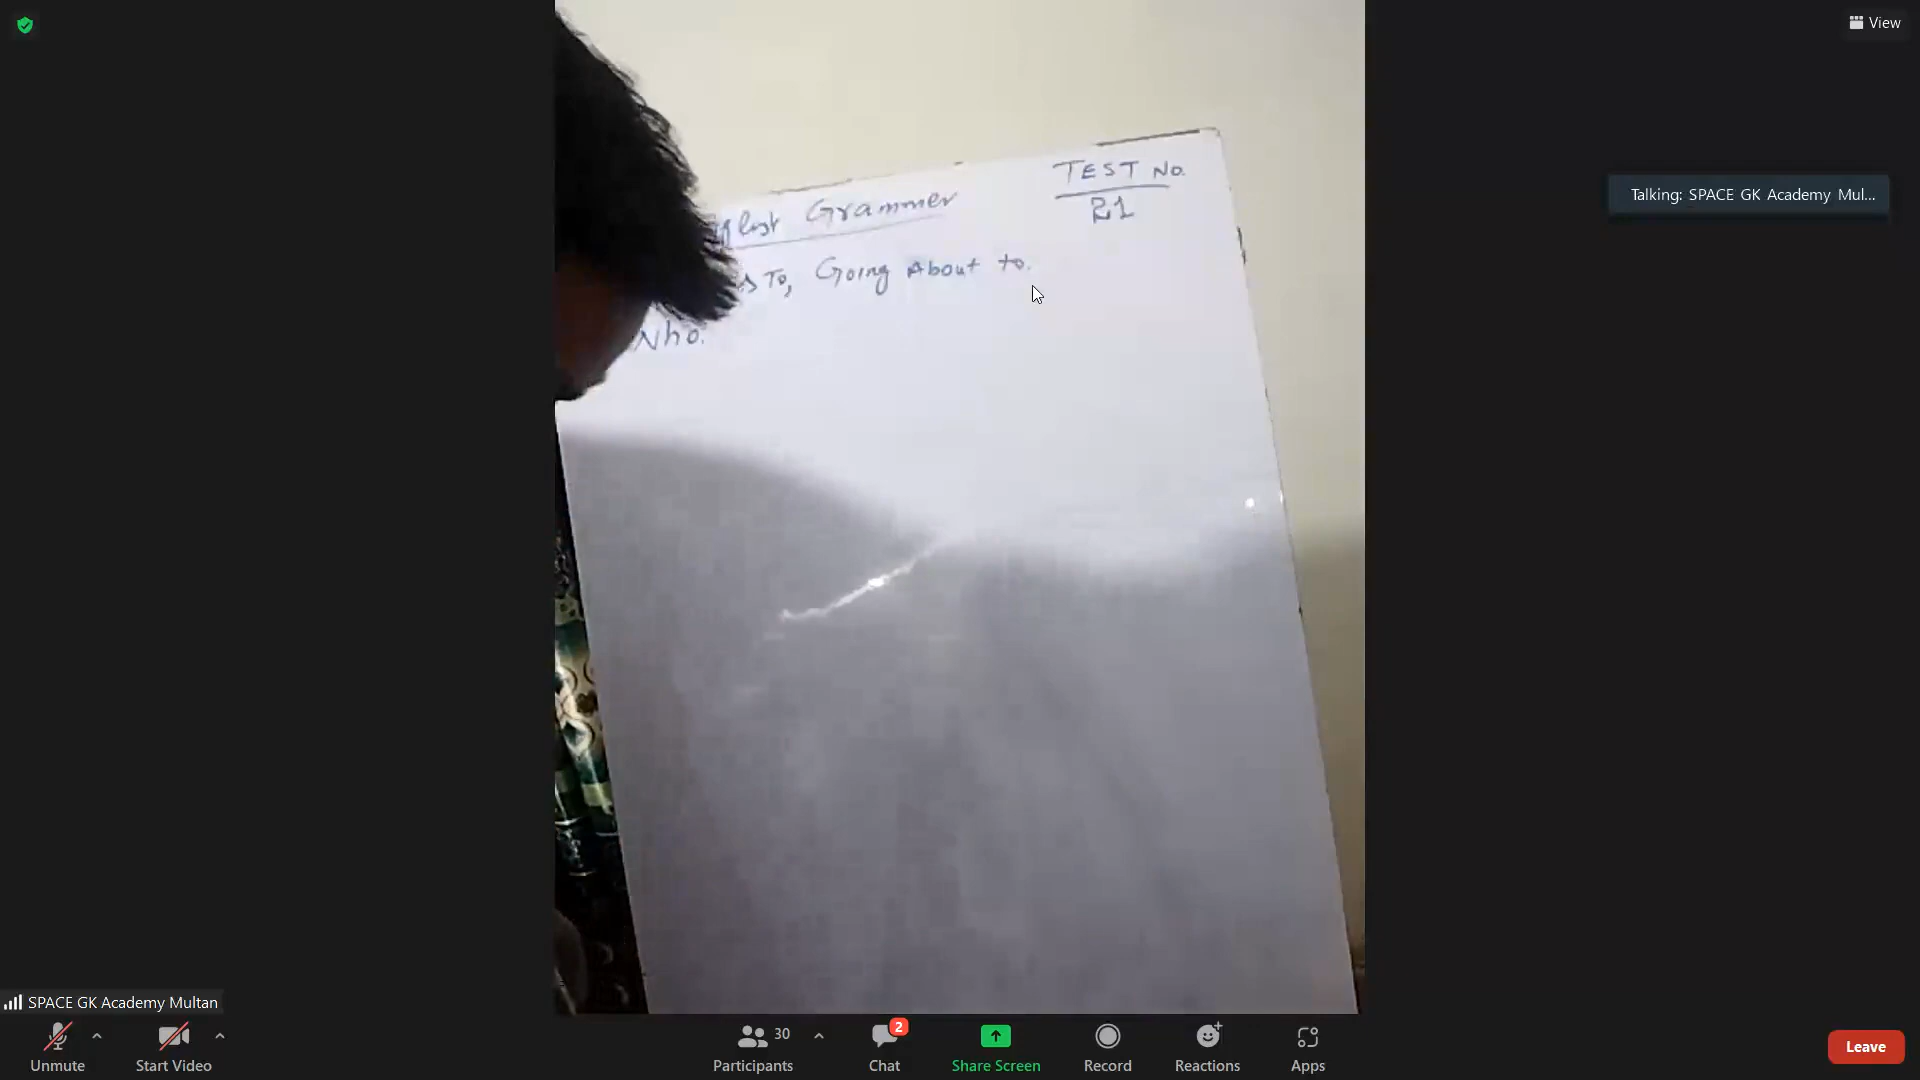 View
TEST No.
21
Grammer
Talking: SPACE GK Academy Mul...
To, Going About to.
Who.
SPACE GK Academy Multan
30
2
Unmute
Start Video
Participants
Chat
Share Screen
Record
Reactions
Apps
Leave